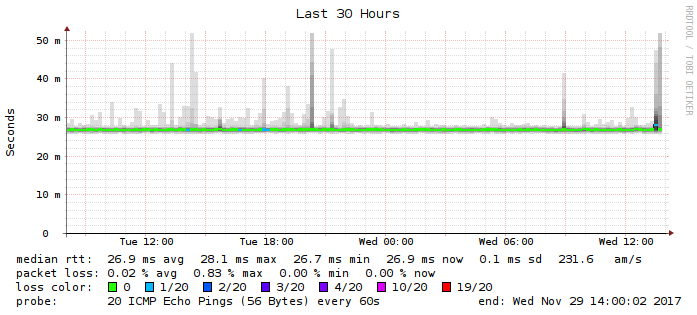 Last 30 Hours
RRDTOOL / TOBI OETIKER
Seconds
50 m
40 m
30 m
20 m
10 m
0
Tue 12:00 Tue 18:00 Wed 00:00 Wed 06:00 Wed 12:00
median rtt: 26.9 ms avg 28.1 ms max 26.7 ms min 26.9 ms now 0.1 ms sd 231.6 am/s
packet loss: 0.02 % avg 0.83 % max 0.00 % min 0.00 % now
loss color: 0 1/20 2/20 3/20 4/20 10/20 19/20
probe: 20 ICMP Echo Pings (56 Bytes) every 60s end: Wed Nov 29 14:00:02 2017